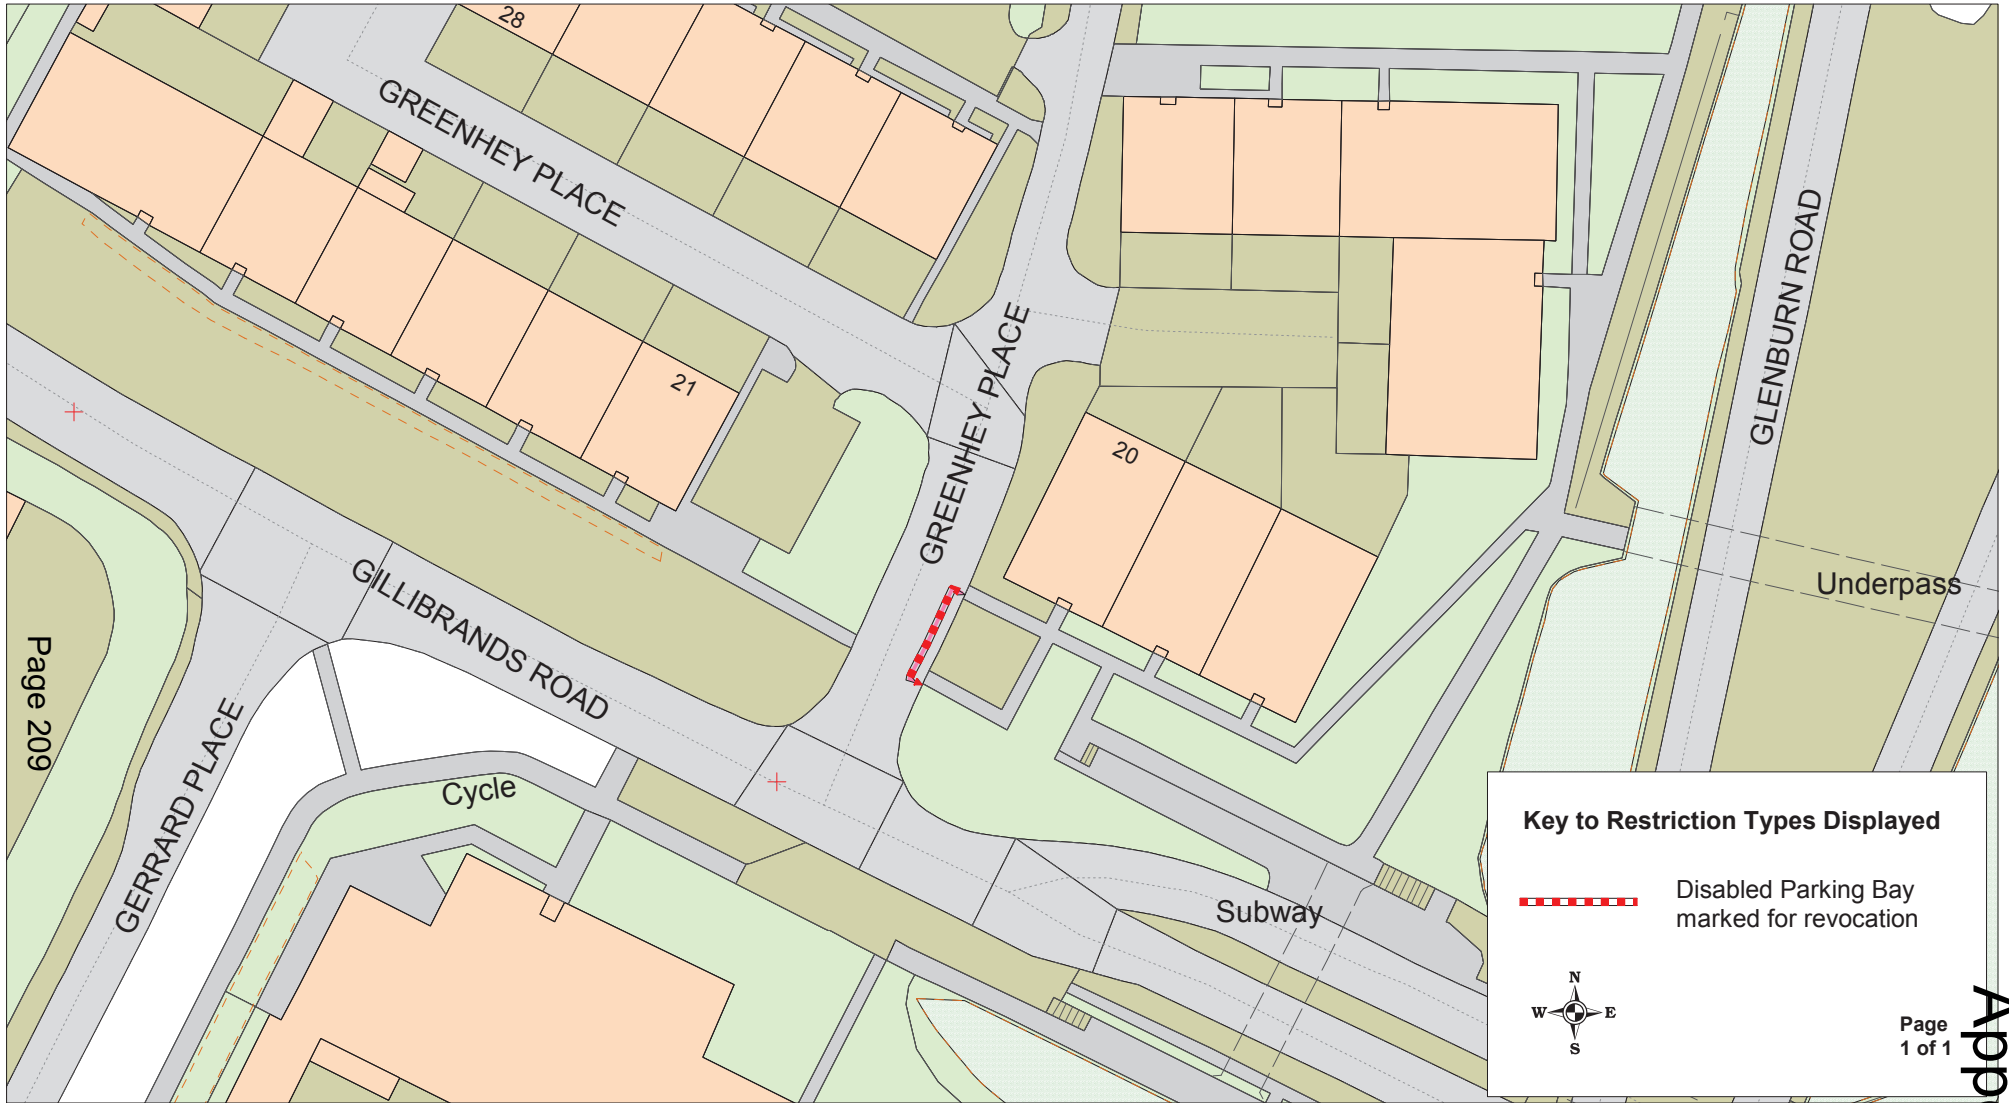 28
GREENHEY PLACE
GREENHEY PLACE
GLENBURN ROAD
21
20
GILLIBRANDS ROAD
Underpass
Page 209
GERRARD PLACE
Cycle
Subway
Key to Restriction Types Displayed
Disabled Parking Bay
marked for revocation
N
W E
S
Page
1 of 1
App